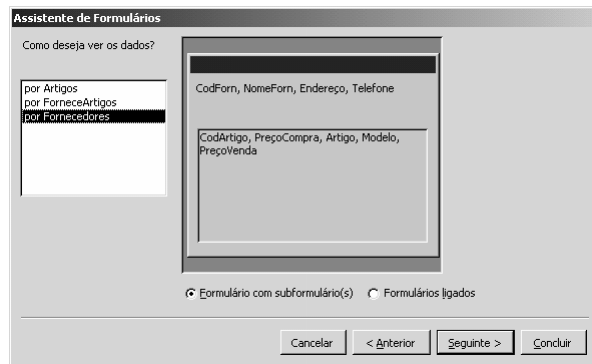 Assistente de Formulários
Como deseja ver os dados?
por Artigos
por ForneceArtigos
por Fornecedores
CodForn, NomeForn, Endereço, Telefone
CodArtigo, PreçoCompra, Artigo, Modelo,
PreçoVenda
Formulário com subformulário(s)
Formulários ligados
Cancelar
< Anterior
Seguinte >
Concluir